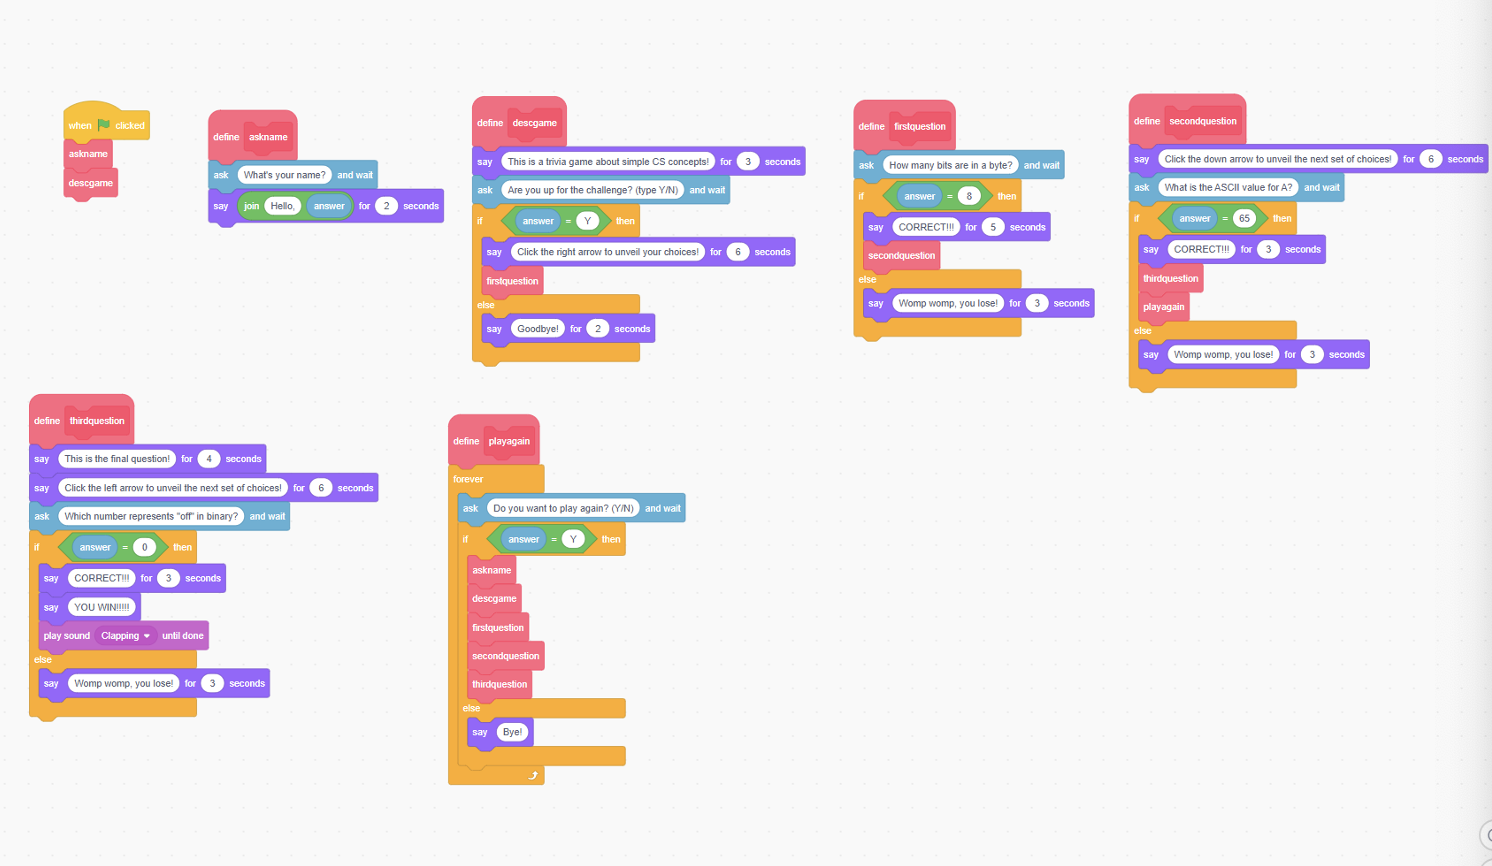 when clicked
askname
descgame
define askname
ask What's your name? and wait
say join Hello, answer for 2 seconds
define descgame
say This is a trivia game about simple CS concepts! for 3 seconds
ask Are you up for the challenge? (type Y/N) and wait
if answer = Y then
say Click the right arrow to unveil your choices! for 6 seconds
firstquestion
else
say Goodbye! for 2 seconds
define firstquestion
ask How many bits are in a byte? and wait
if answer = 8 then
say CORRECT!!! for 5 seconds
secondquestion
else
say Womp womp, you lose! for 3 seconds
define secondquestion
say Click the down arrow to unveil the next set of choices! for 6 seconds
ask What is the ASCII value for A? and wait
if answer = 65 then
say CORRECT!!! for 3 seconds
thirdquestion
playagain
else
say Womp womp, you lose! for 3 seconds
define thirdquestion
say This is the final question! for 4 seconds
say Click the left arrow to unveil the next set of choices! for 6 seconds
ask Which number represents "off" in binary? and wait
if answer = 0 then
say CORRECT!!! for 3 seconds
say YOU WIN!!!!!
play sound Clapping until done
else
say Womp womp, you lose! for 3 seconds
define playagain
forever
ask Do you want to play again? (Y/N) and wait
if answer = Y then
askname
descgame
firstquestion
secondquestion
thirdquestion
else
say Bye!